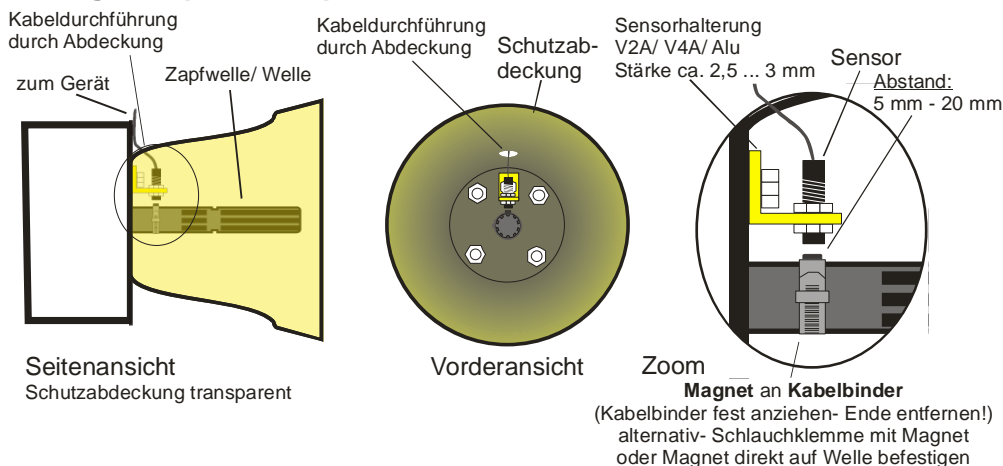 Kabeldurchführung
durch Abdeckung
zum Gerät
Zapfwelle/ Welle
Seitenansicht
Schutzabdeckung transparent
Kabeldurchführung
durch Abdeckung
Schutzab-
deckung
Vorderansicht
Sensorhalterung
V2A/ V4A/ Alu
Stärke ca. 2,5 ... 3 mm
Sensor
Abstand:
5 mm - 20 mm
Zoom
Magnet an Kabelbinder
(Kabelbinder fest anziehen- Ende entfernen!)
alternativ- Schlauchklemme mit Magnet
oder Magnet direkt auf Welle befestigen